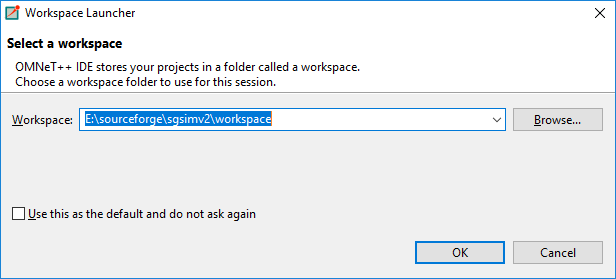 Workspace Launcher
Select a workspace
OMNeT++ IDE stores your projects in a folder called a workspace.
Choose a workspace folder to use for this session.
Workspace: E:\sourceforge\sgsimv2\workspace Browse...
Use this as the default and do not ask again
OK Cancel